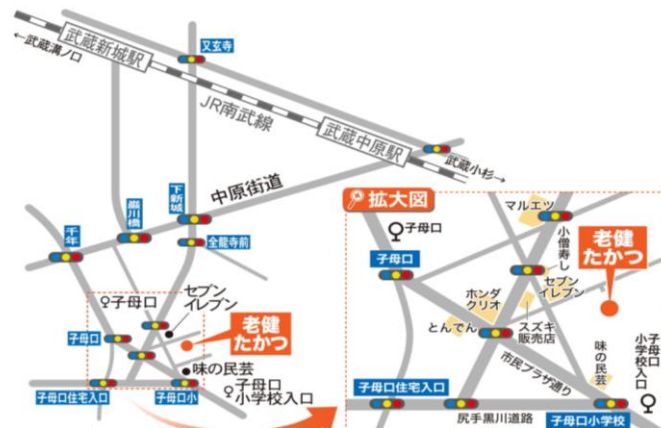 ←武蔵溝ノ口
武蔵新城駅
又玄寺
JR南武線
武蔵中原駅
武蔵小杉→
中原街道
下新城
巌川橋
千年
全龍寺前
子母口
セブン
イレブン
子母口
老健
たかつ
味の民芸
子母口
小学校入口
子母口住宅入口
子母口小
拡大図
マルエツ
子母口
小僧寿し
老健
たかつ
子母口
セブン
イレブン
ホンダ
クリオ
とんでん
スズキ
販売店
市民プラザ通り
味の民芸
子母口
小学校入口
子母口住宅入口
尻手黒川道路
子母口小学校